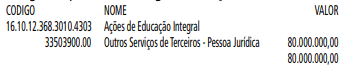 CODIGO NOME VALOR
16.10.12.368.3010.4303 Ações de Educação Integral
33503900.00 Outros Serviços de Terceiros - Pessoa Jurídica 80.000.000,00
80.000.000,00